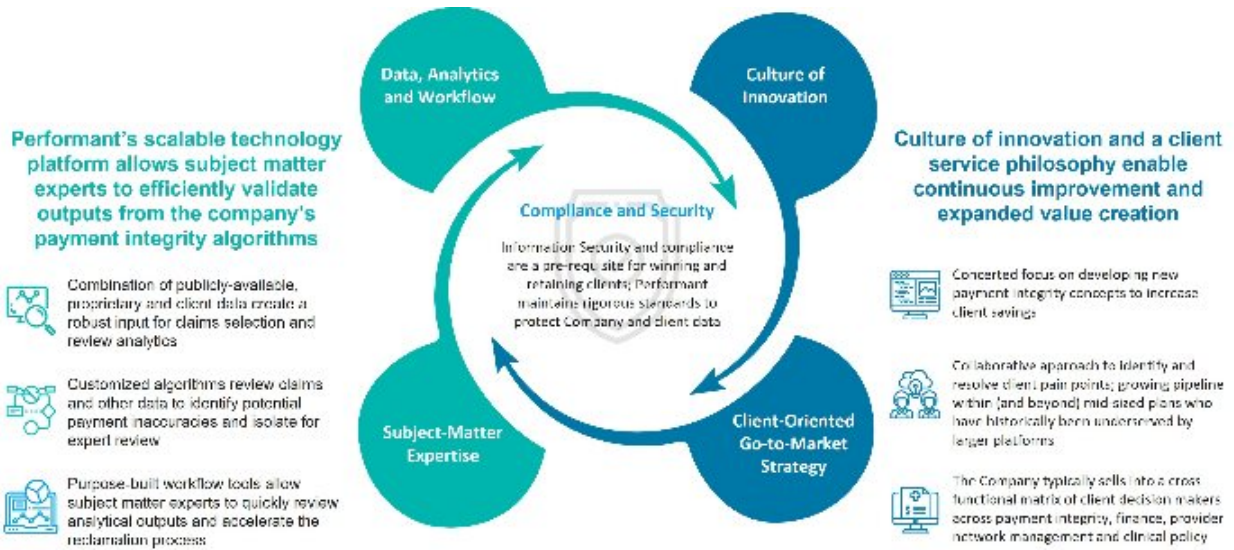 Performant's scalable technology
platform allows subject matter
experts to efficiently validate
outputs from the company's
payment integrity algorithms
Combination of publicly-available,
proprietary and client data create a
robust input for claims selection and
review analytics
Customized algorithms review claims
and other data to identify potential
payment inaccuracies and isolate for
expert review
Purpose-built workflow tools allow
subject matter experts to quickly review
analytical outputs and accelerate the
reclamation process
Data, Analytics
and Workflow
Culture of
Innovation
Compliance and Security
Information Security and compliance
are a pre-requisite for winning and
retaining clients; Performant
maintains rigorous standards to
protect Company and client data
Subject-Matter
Expertise
Client-Oriented
Go-to-Market
Strategy
Culture of innovation and a client
service philosophy enable
continuous improvement and
expanded value creation
Concerted focus on developing new
payment integrity concepts to increase
client savings
Collaborative approach to identify and
resolve client pain points; growing pipeline
within (and beyond) mid-sized plans who
have historically been underserved by
larger platforms
The Company typically sells into a cross
functional matrix of client decision makers
across payment integrity, finance, provider
network management and clinical policy